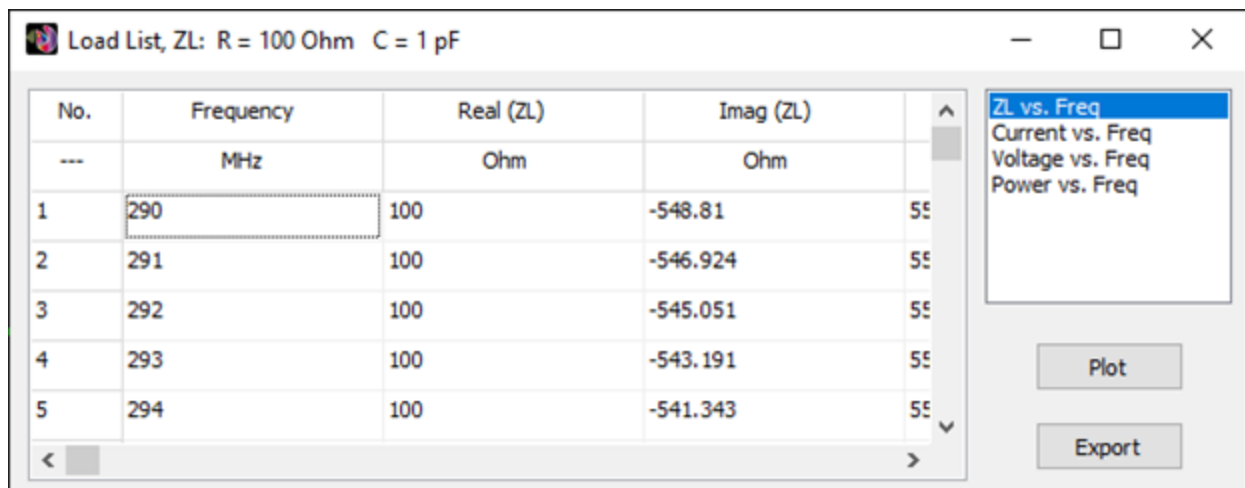 Load List, ZL: R = 100 Ohm C = 1 pF
No. Frequency Real (ZL) Imag (ZL)
--- MHz Ohm Ohm
1 290 100 -548.81
2 291 100 -546.924
3 292 100 -545.051
4 293 100 -543.191
5 294 100 -541.343
ZL vs. Freq
Current vs. Freq
Voltage vs. Freq
Power vs. Freq
Plot
Export